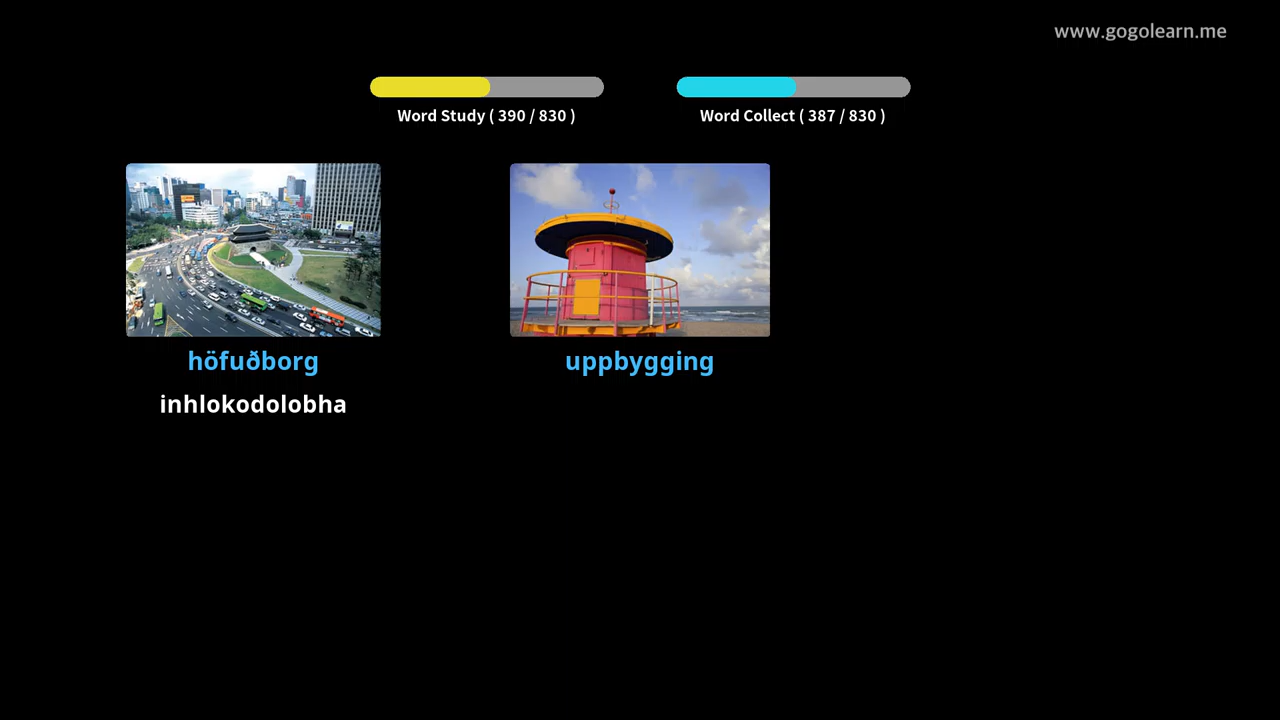 www.gogolearn.me
Word Study ( 390 / 830 )
Word Collect ( 387 / 830 )
höfuðborg
uppbygging
inhlokodolobha